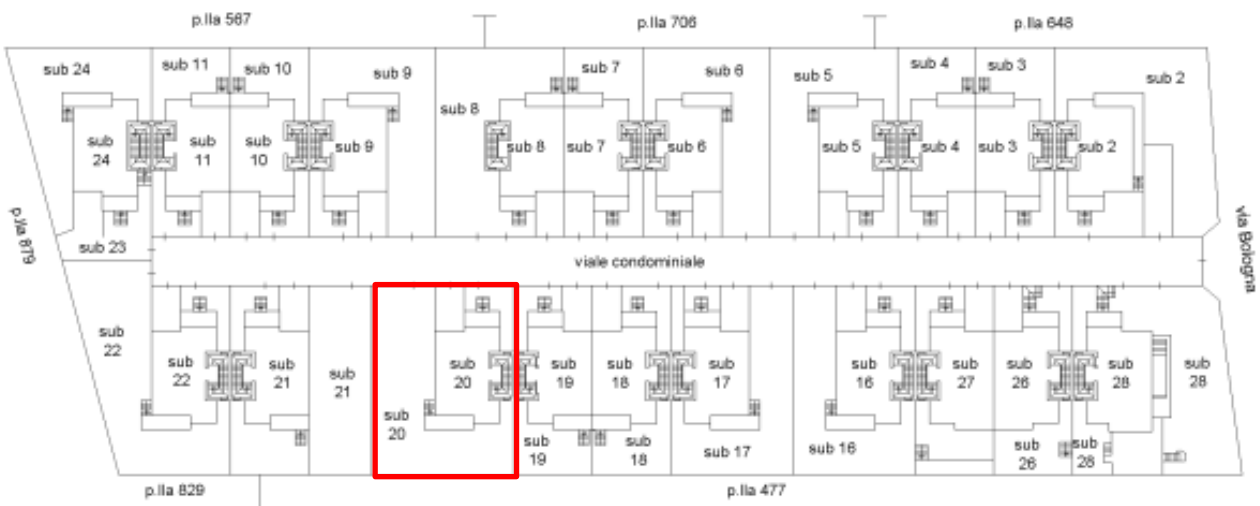 p.lla 567
p.lla 706
p.lla 648
sub 24
sub 11
sub 10
sub 9
sub 8
sub 7
sub 6
sub 5
sub 4
sub 3
sub 2
sub
24
sub
11
sub
10
sub 9
sub 8
sub 7
sub 6
sub 5
sub 4
sub 3
sub 2
p.lla 879
sub 23
viale condominiale
via Bologna
sub
22
sub
22
sub
21
sub
21
sub
20
sub
20
sub
19
sub
18
sub
17
sub
16
sub
27
sub
26
sub
28
sub
28
sub
19
sub
18
sub 17
sub 16
sub
26
sub
28
p.lla 829
p.lla 477